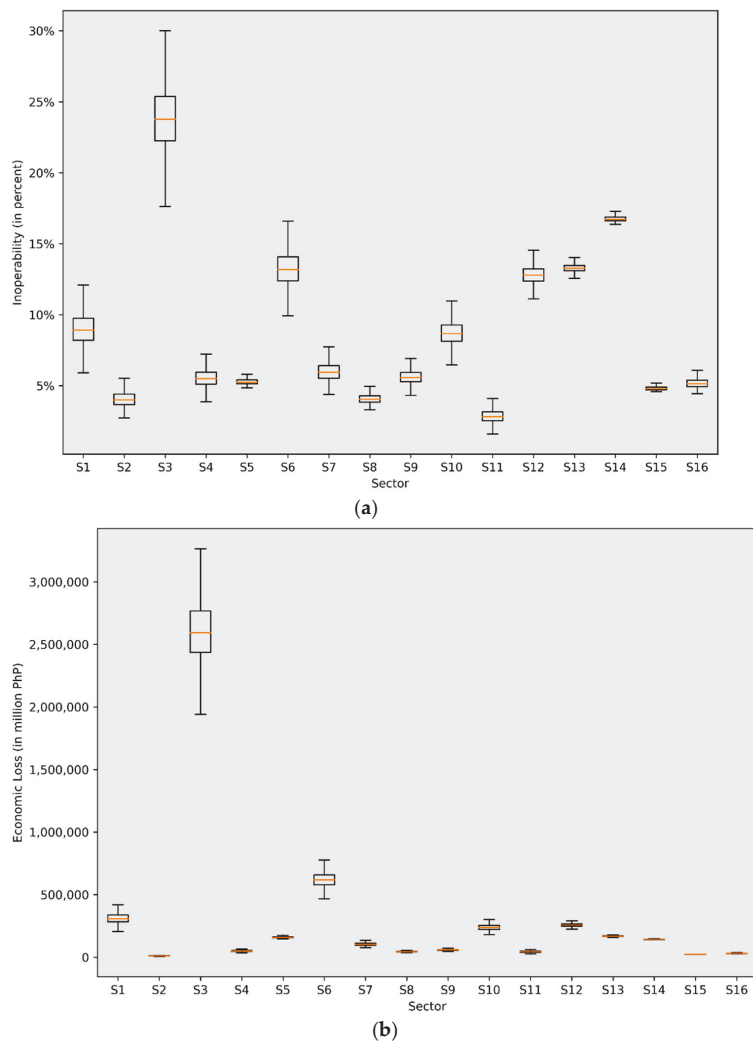 30%
25%
20%
15%
10%
5%
Inoperability (in percent)
S1 S2 S3 S4 S5 S6 S7 S8 S9 S10 S11 S12 S13 S14 S15 S16
Sector
(a)
3,000,000
2,500,000
2,000,000
1,500,000
1,000,000
500,000
0
Economic Loss (in million PhP)
S1 S2 S3 S4 S5 S6 S7 S8 S9 S10 S11 S12 S13 S14 S15 S16
Sector
(b)